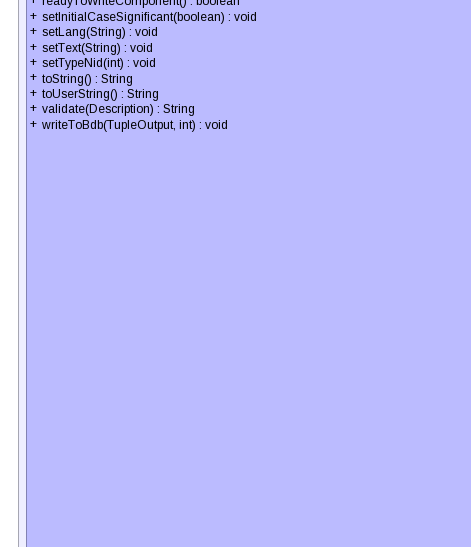 + readyToWriteComponent() : boolean
+ setInitialCaseSignificant(boolean) : void
+ setLang(String) : void
+ setText(String) : void
+ setTypeNid(int) : void
+ toString() : String
+ toUserString() : String
+ validate(Description) : String
+ writeToBdb(TupleOutput, int) : void